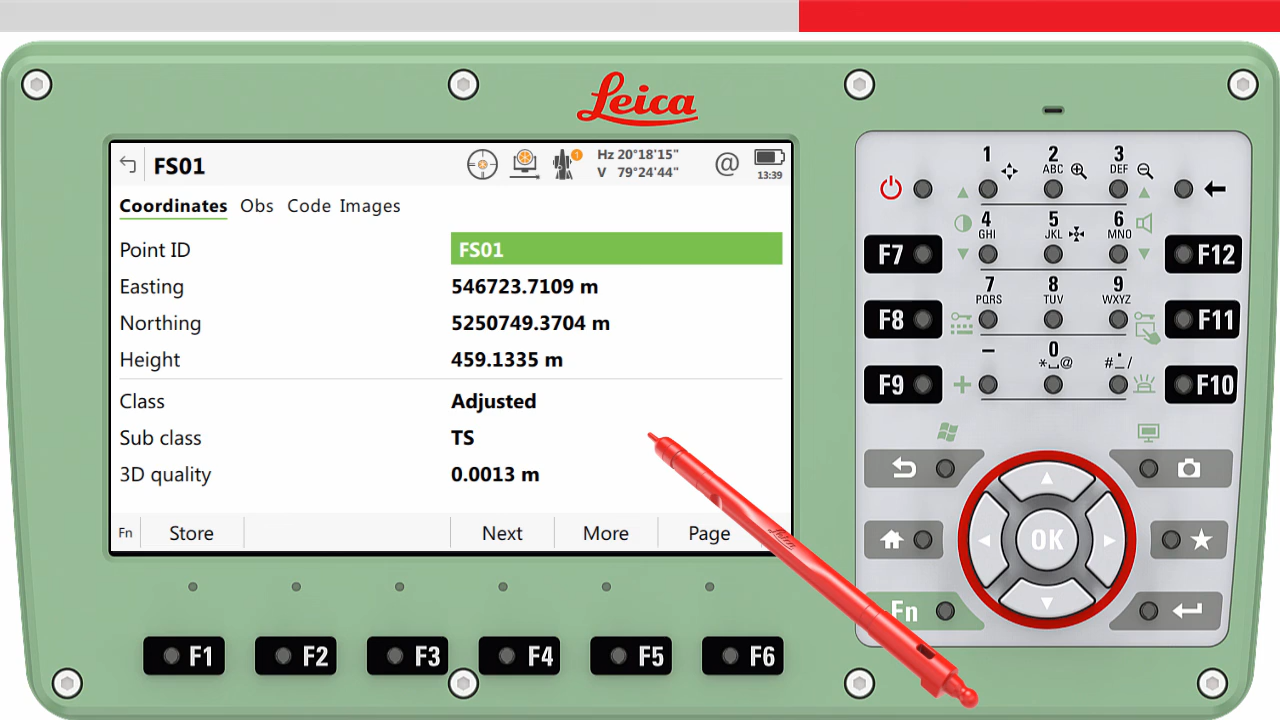 Leica
FS01
Hz 20°18'15"
V 79°24'44"
1
@
13:39
Coordinates Obs Code Images
Point ID FS01
Easting 546723.7109 m
Northing 5250749.3704 m
Height 459.1335 m
Class Adjusted
Sub class TS
3D quality 0.0013 m
Fn Store Next More Page
F1 F2 F3 F4 F5 F6
1 2 3
ABC DEF
4 5 6
GHI JKL MNO
F7 F12
7 8 9
PQRS TUV WXYZ
F8 F11
- 0 .
*␣@ #_/
F9 + F10
OK
Fn
Leica